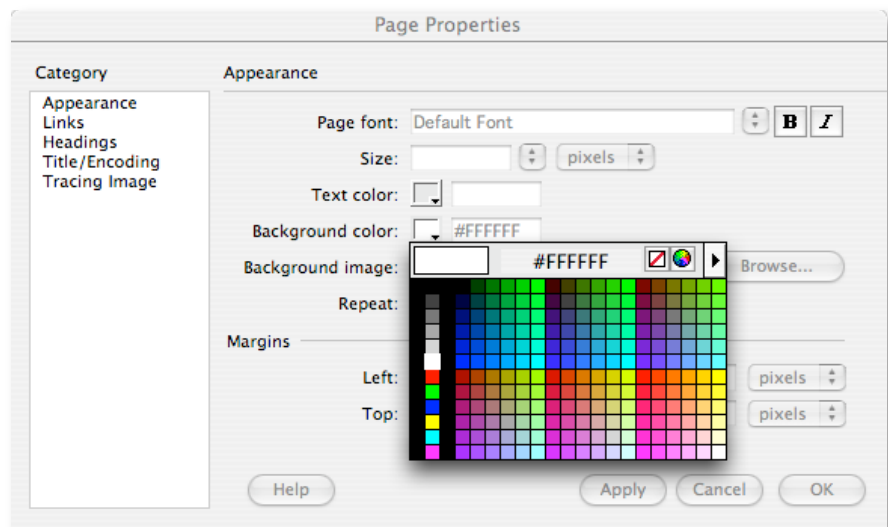 Page Properties
Category
Appearance
Links
Headings
Title/Encoding
Tracing Image
Appearance
Page font: Default Font B I
Size: pixels
Text color:
Background color: #FFFFFF
#FFFFFF
Background image: Browse...
Repeat:
Margins
Left: pixels
Top: pixels
Help Apply Cancel OK